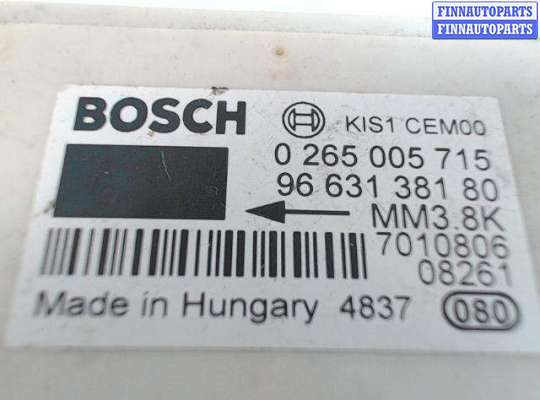 FINNAUTOPARTS
FINNAUTOPARTS
BOSCH KIS1 CEM00
0 265 005 715
96 631 381 80
MM3.8K
7010806
08261
Made in Hungary 4837 080